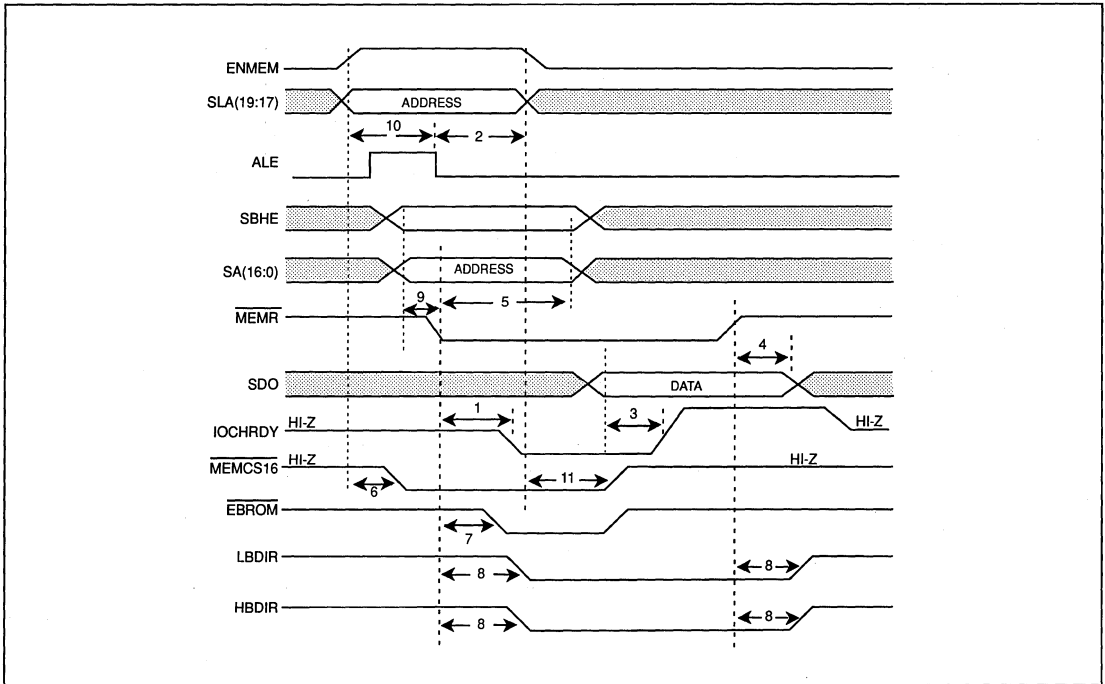 ENMEM
SLA(19:17)
ADDRESS
10
2
ALE
SBHE
SA(16:0)
ADDRESS
9
5
MEMR
4
SDO
DATA
1
3
IOCHRDY
HI-Z
HI-Z
MEMCS16
HI-Z
HI-Z
6
11
EBROM
7
LBDIR
8
8
HBDIR
8
8